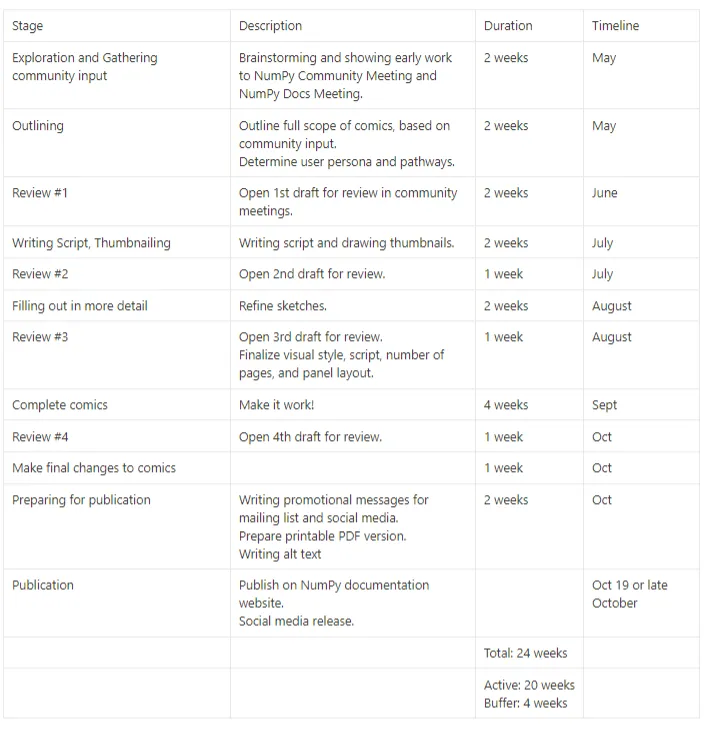 Stage Description Duration Timeline
Exploration and Gathering community input Brainstorming and showing early work to NumPy Community Meeting and NumPy Docs Meeting. 2 weeks May
Outlining Outline full scope of comics, based on community input. Determine user persona and pathways. 2 weeks May
Review #1 Open 1st draft for review in community meetings. 2 weeks June
Writing Script, Thumbnailing Writing script and drawing thumbnails. 2 weeks July
Review #2 Open 2nd draft for review. 1 week July
Filling out in more detail Refine sketches. 2 weeks August
Review #3 Open 3rd draft for review. Finalize visual style, script, number of pages, and panel layout. 1 week August
Complete comics Make it work! 4 weeks Sept
Review #4 Open 4th draft for review. 1 week Oct
Make final changes to comics 1 week Oct
Preparing for publication Writing promotional messages for mailing list and social media. Prepare printable PDF version. Writing alt text 2 weeks Oct
Publication Publish on NumPy documentation website. Social media release. Oct 19 or late October
Total: 24 weeks
Active: 20 weeks
Buffer: 4 weeks